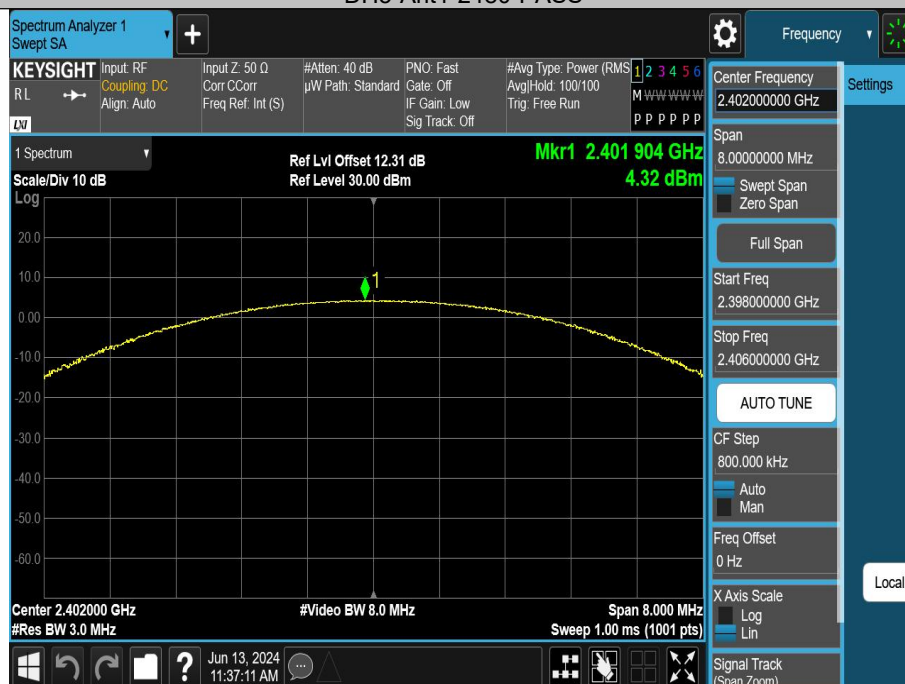 Spectrum Analyzer 1
Swept SA
+
Frequency
KEYSIGHT
RL
LXI
Input: RF
Coupling: DC
Align: Auto
Input Z: 50 Ω
Corr CCorr
Freq Ref: Int (S)
#Atten: 40 dB
µW Path: Standard
PNO: Fast
Gate: Off
IF Gain: Low
Sig Track: Off
#Avg Type: Power (RMS
Avg|Hold: 100/100
Trig: Free Run
1 2 3 4 5 6
M W W W W W
P P P P P P
Center Frequency
2.402000000 GHz
Settings
1 Spectrum
Ref Lvl Offset 12.31 dB
Mkr1 2.401 904 GHz
Scale/Div 10 dB
Ref Level 30.00 dBm
4.32 dBm
Log
20.0
10.0
0.00
-10.0
-20.0
-30.0
-40.0
-50.0
-60.0
1
Center 2.402000 GHz
#Video BW 8.0 MHz
Span 8.000 MHz
#Res BW 3.0 MHz
Sweep 1.00 ms (1001 pts)
Span
8.00000000 MHz
Swept Span
Zero Span
Full Span
Start Freq
2.398000000 GHz
Stop Freq
2.406000000 GHz
AUTO TUNE
CF Step
800.000 kHz
Auto
Man
Freq Offset
0 Hz
X Axis Scale
Log
Lin
Local
Signal Track
(Span Zoom)
?
Jun 13, 2024
11:37:11 AM